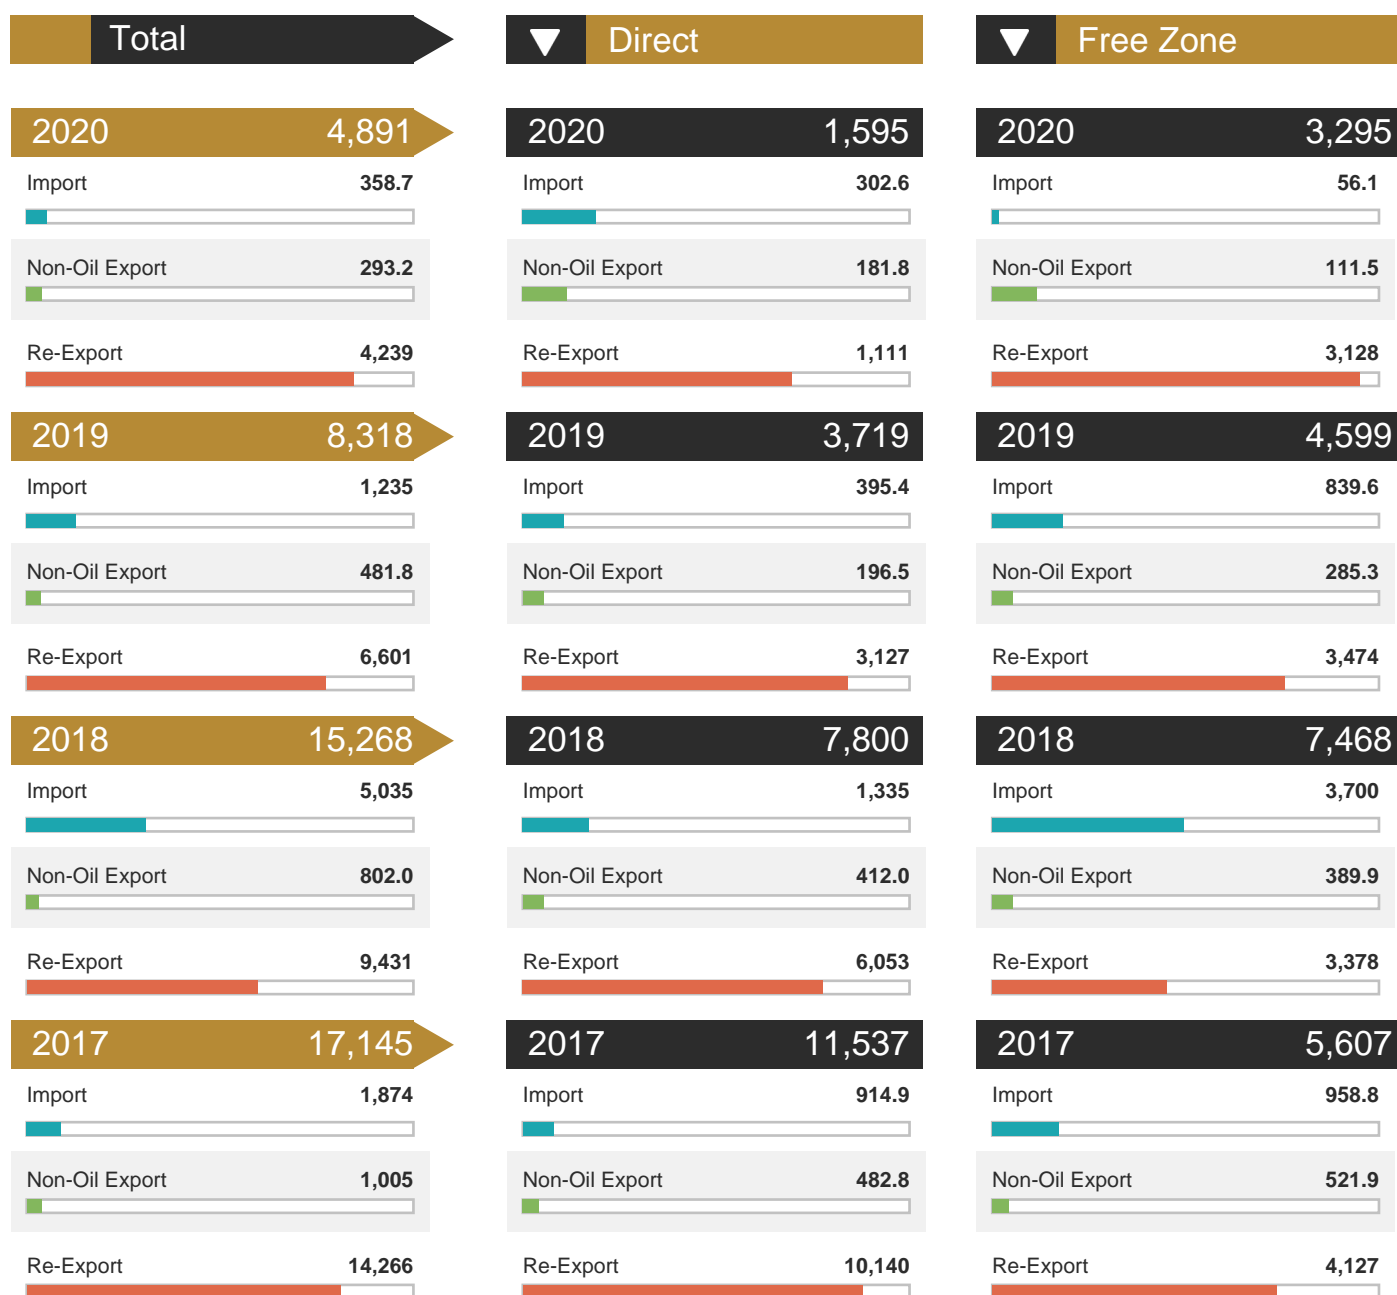 Total
Direct
Free Zone
2020 4,891
2020 1,595
2020 3,295
Import 358.7
Import 302.6
Import 56.1
Non-Oil Export 293.2
Non-Oil Export 181.8
Non-Oil Export 111.5
Re-Export 4,239
Re-Export 1,111
Re-Export 3,128
2019 8,318
2019 3,719
2019 4,599
Import 1,235
Import 395.4
Import 839.6
Non-Oil Export 481.8
Non-Oil Export 196.5
Non-Oil Export 285.3
Re-Export 6,601
Re-Export 3,127
Re-Export 3,474
2018 15,268
2018 7,800
2018 7,468
Import 5,035
Import 1,335
Import 3,700
Non-Oil Export 802.0
Non-Oil Export 412.0
Non-Oil Export 389.9
Re-Export 9,431
Re-Export 6,053
Re-Export 3,378
2017 17,145
2017 11,537
2017 5,607
Import 1,874
Import 914.9
Import 958.8
Non-Oil Export 1,005
Non-Oil Export 482.8
Non-Oil Export 521.9
Re-Export 14,266
Re-Export 10,140
Re-Export 4,127